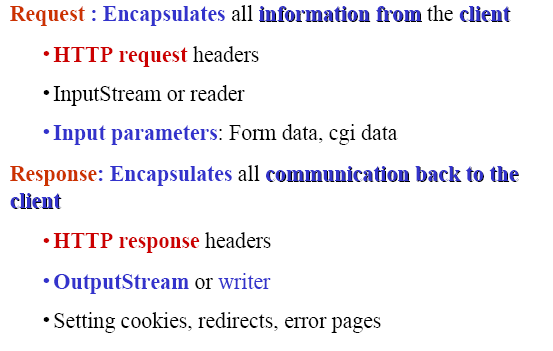 Request : Encapsulates all information from the client
• HTTP request headers
• InputStream or reader
• Input parameters: Form data, cgi data
Response: Encapsulates all communication back to the
client
• HTTP response headers
• OutputStream or writer
• Setting cookies, redirects, error pages